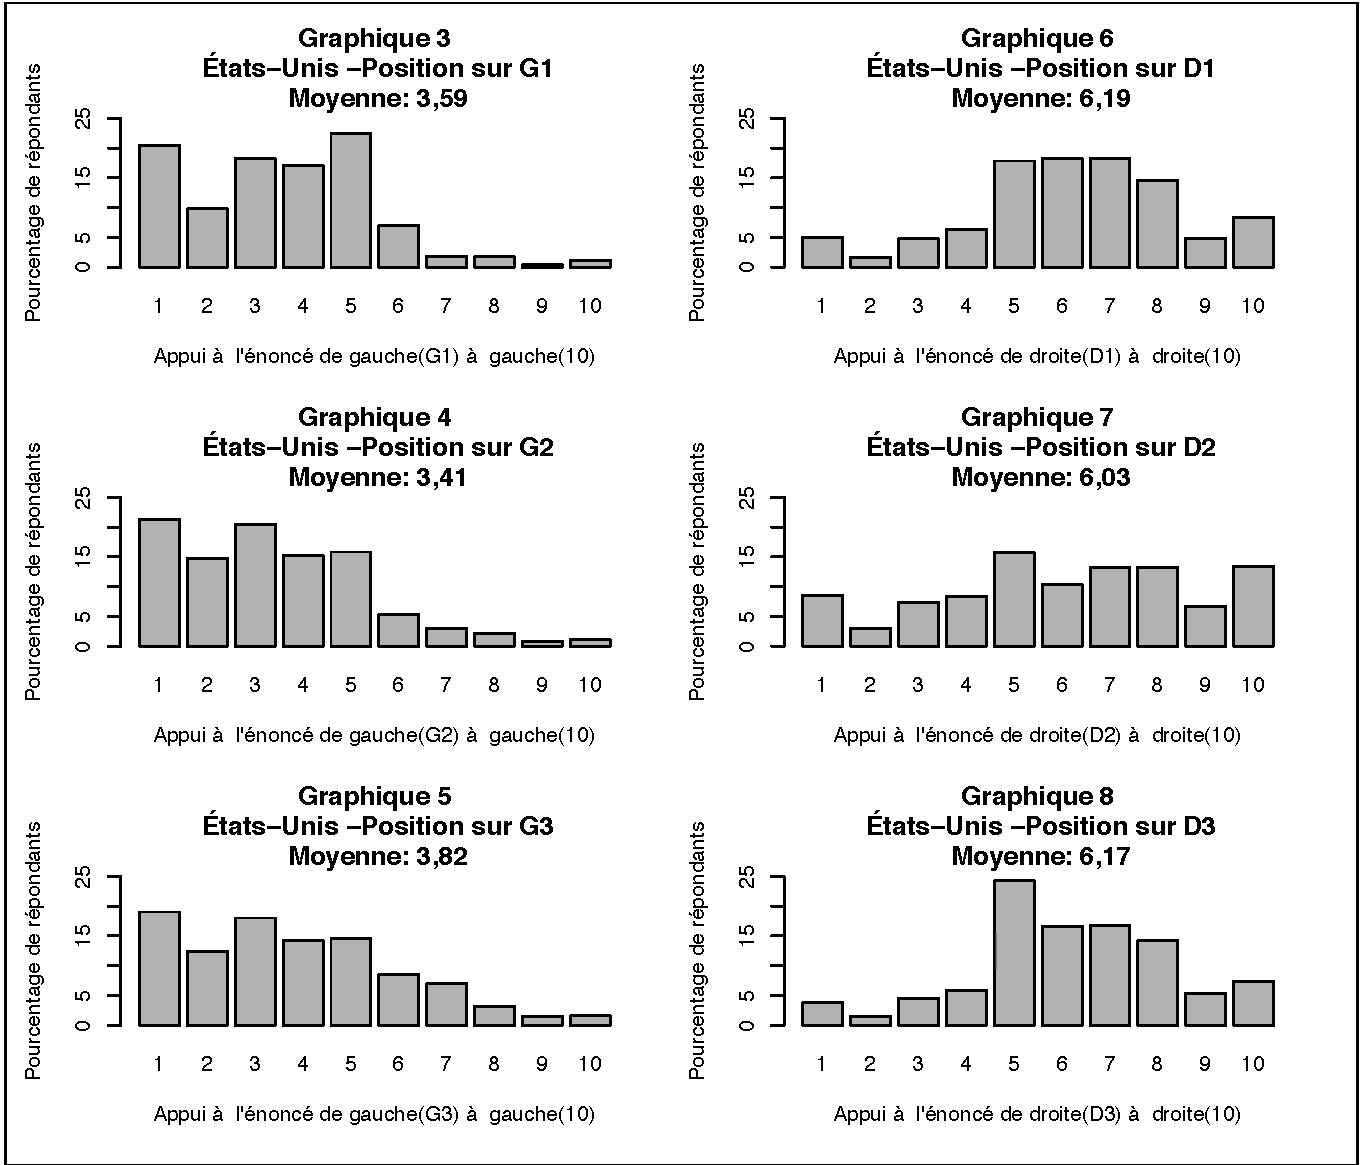 Graphique 3
États–Unis –Position sur G1
Moyenne: 3,59
Pourcentage de répondants
25
15
5
0
1 2 3 4 5 6 7 8 9 10
Appui à l'énoncé de gauche(G1) à gauche(10)
Graphique 6
États–Unis –Position sur D1
Moyenne: 6,19
Pourcentage de répondants
25
15
5
0
1 2 3 4 5 6 7 8 9 10
Appui à l'énoncé de droite(D1) à droite(10)
Graphique 4
États–Unis –Position sur G2
Moyenne: 3,41
Pourcentage de répondants
25
15
5
0
1 2 3 4 5 6 7 8 9 10
Appui à l'énoncé de gauche(G2) à gauche(10)
Graphique 7
États–Unis –Position sur D2
Moyenne: 6,03
Pourcentage de répondants
25
15
5
0
1 2 3 4 5 6 7 8 9 10
Appui à l'énoncé de droite(D2) à droite(10)
Graphique 5
États–Unis –Position sur G3
Moyenne: 3,82
Pourcentage de répondants
25
15
5
0
1 2 3 4 5 6 7 8 9 10
Appui à l'énoncé de gauche(G3) à gauche(10)
Graphique 8
États–Unis –Position sur D3
Moyenne: 6,17
Pourcentage de répondants
25
15
5
0
1 2 3 4 5 6 7 8 9 10
Appui à l'énoncé de droite(D3) à droite(10)